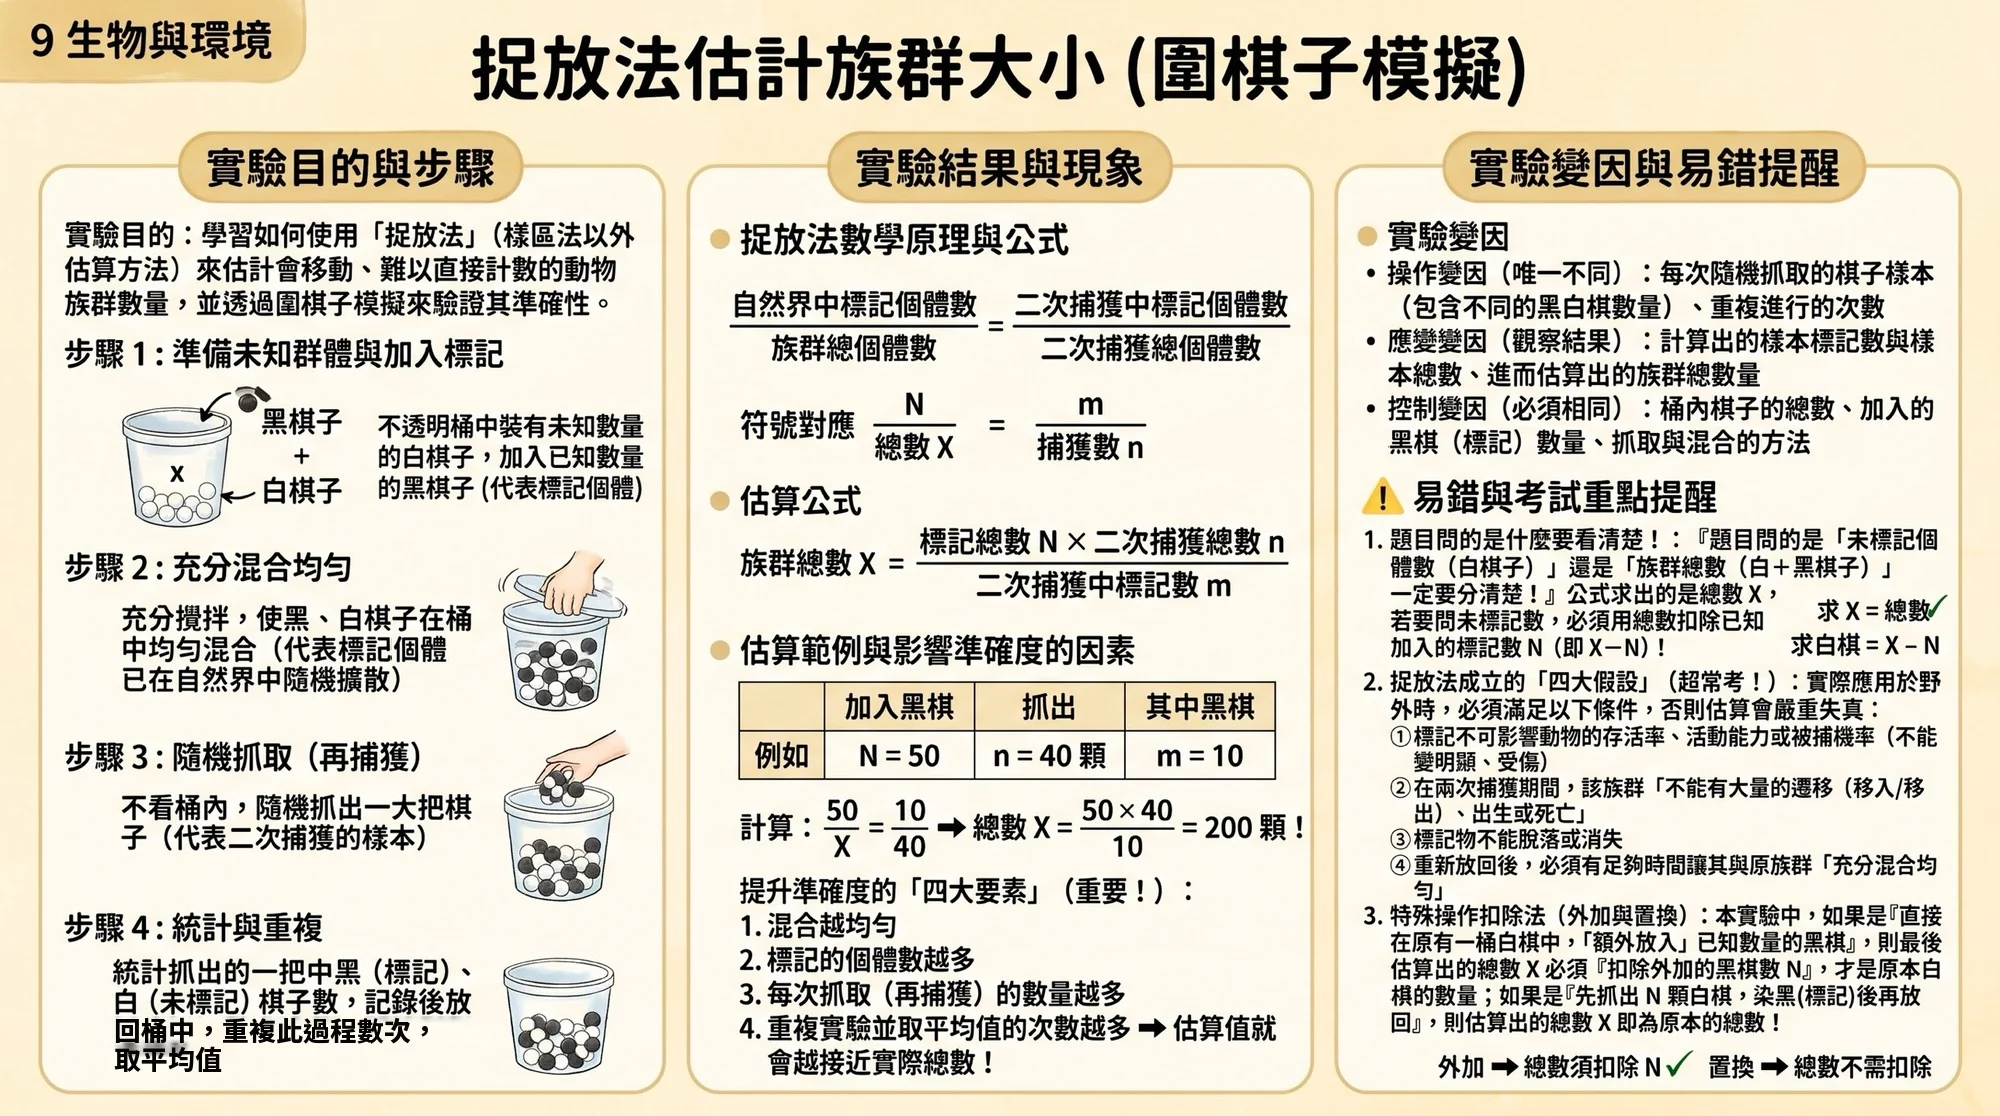 9 生物與環境
捉放法估計族群大小 (圍棋子模擬)
實驗目的與步驟
實驗目的：學習如何使用「捉放法」（樣區法以外
估算方法）來估計會移動、難以直接計數的動物
族群數量，並透過圍棋子模擬來驗證其準確性。
步驟 1：準備未知群體與加入標記
黑棋子
+
白棋子
X
不透明桶中裝有未知數量
的白棋子，加入已知數量
的黑棋子 (代表標記個體)
步驟 2：充分混合均勻
充分攪拌，使黑、白棋子在桶
中均勻混合（代表標記個體
已在自然界中隨機擴散）
步驟 3：隨機抓取（再捕獲）
不看桶內，隨機抓出一大把棋
子（代表二次捕獲的樣本）
步驟 4：統計與重複
統計抓出的一把中黑（標記）、
白（未標記）棋子數，記錄後放
回桶中，重複此過程數次，
取平均值
實驗結果與現象
捉放法數學原理與公式
自然界中標記個體數 / 族群總個體數 = 二次捕獲中標記個體數 / 二次捕獲總個體數
符號對應 N / 總數 X = m / 捕獲數 n
估算公式
族群總數 X = 標記總數 N × 二次捕獲總數 n / 二次捕獲中標記數 m
估算範例與影響準確度的因素
加入黑棋 抓出 其中黑棋
例如 N = 50 n = 40 顆 m = 10
計算：50 / X = 10 / 40 ➡ 總數 X = 50 × 40 / 10 = 200 顆！
提升準確度的「四大要素」（重要！）：
1. 混合越均勻
2. 標記的個體數越多
3. 每次抓取（再捕獲）的數量越多
4. 重複實驗並取平均值的次數越多 ➡ 估算值就
會越接近實際總數！
實驗變因與易錯提醒
實驗變因
• 操作變因（唯一不同）：每次隨機抓取的棋子樣本
（包含不同的黑白棋數量）、重複進行的次數
• 應變變因（觀察結果）：計算出的樣本標記數與樣
本總數、進而估算出的族群總數量
• 控制變因（必須相同）：桶內棋子的總數、加入的
黑棋（標記）數量、抓取與混合的方法
易錯與考試重點提醒
1. 題目問的是什麼要看清楚！：『題目問的是「未標記個
體數（白棋子）」還是「族群總數（白＋黑棋子）」
一定要分清楚！』公式求出的是總數 X，
若要問未標記數，必須用總數扣除已知
加入的標記數 N（即 X－N）！
求 X = 總數✓
求白棋 = X – N
2. 捉放法成立的「四大假設」（超常考！）：實際應用於野
外時，必須滿足以下條件，否則估算會嚴重失真：
①標記不可影響動物的存活率、活動能力或被捕機率（不能
變明顯、受傷）
②在兩次捕獲期間，該族群「不能有大量的遷移（移入/移
出）、出生或死亡」
③標記物不能脫落或消失
④重新放回後，必須有足夠時間讓其與原族群「充分混合均
勻」
3. 特殊操作扣除法（外加與置換）：本實驗中，如果是『直接
在原有一桶白棋中，「額外放入」已知數量的黑棋』，則最後
估算出的總數 X 必須『扣除外加的黑棋數 N』，才是原本白
棋的數量；如果是『先抓出 N 顆白棋，染黑(標記)後再放
回』，則估算出的總數 X 即為原本的總數！
外加 ➡ 總數須扣除 N ✓ 置換 ➡ 總數不需扣除